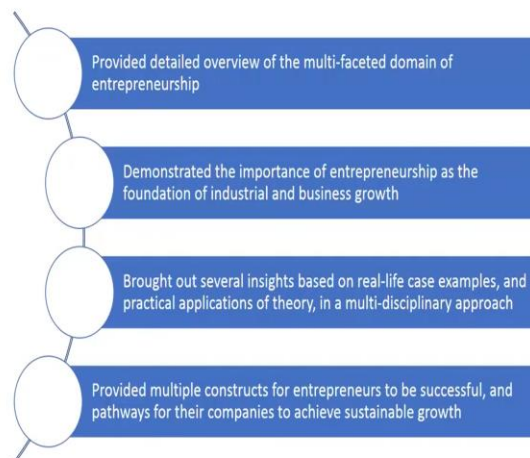 Provided detailed overview of the multi-faceted domain of
entrepreneurship
Demonstrated the importance of entrepreneurship as the
foundation of industrial and business growth
Brought out several insights based on real-life case examples, and
practical applications of theory, in a multi-disciplinary approach
Provided multiple constructs for entrepreneurs to be successful, and
pathways for their companies to achieve sustainable growth